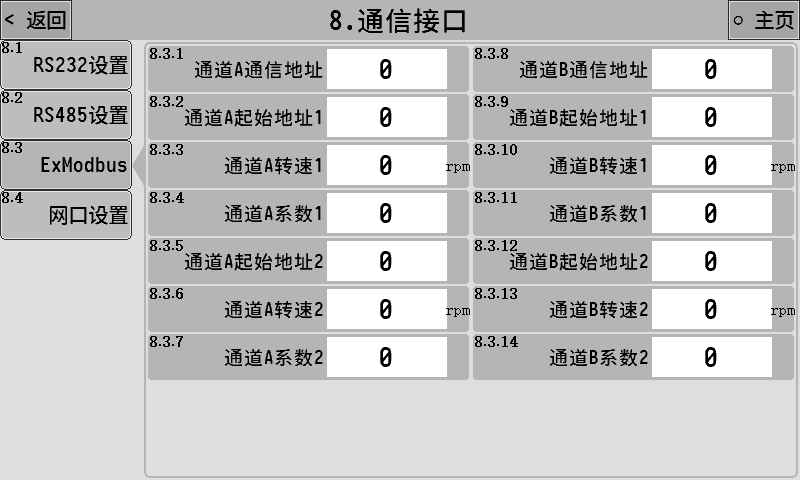 < 返回
8.通信接口
○ 主页
8.1
RS232设置
8.2
RS485设置
8.3
ExModbus
8.4
网口设置
8.3.1 通道A通信地址 0
8.3.2 通道A起始地址1 0
8.3.3 通道A转速1 0 rpm
8.3.4 通道A系数1 0
8.3.5 通道A起始地址2 0
8.3.6 通道A转速2 0 rpm
8.3.7 通道A系数2 0
8.3.8 通道B通信地址 0
8.3.9 通道B起始地址1 0
8.3.10 通道B转速1 0 rpm
8.3.11 通道B系数1 0
8.3.12 通道B起始地址2 0
8.3.13 通道B转速2 0 rpm
8.3.14 通道B系数2 0